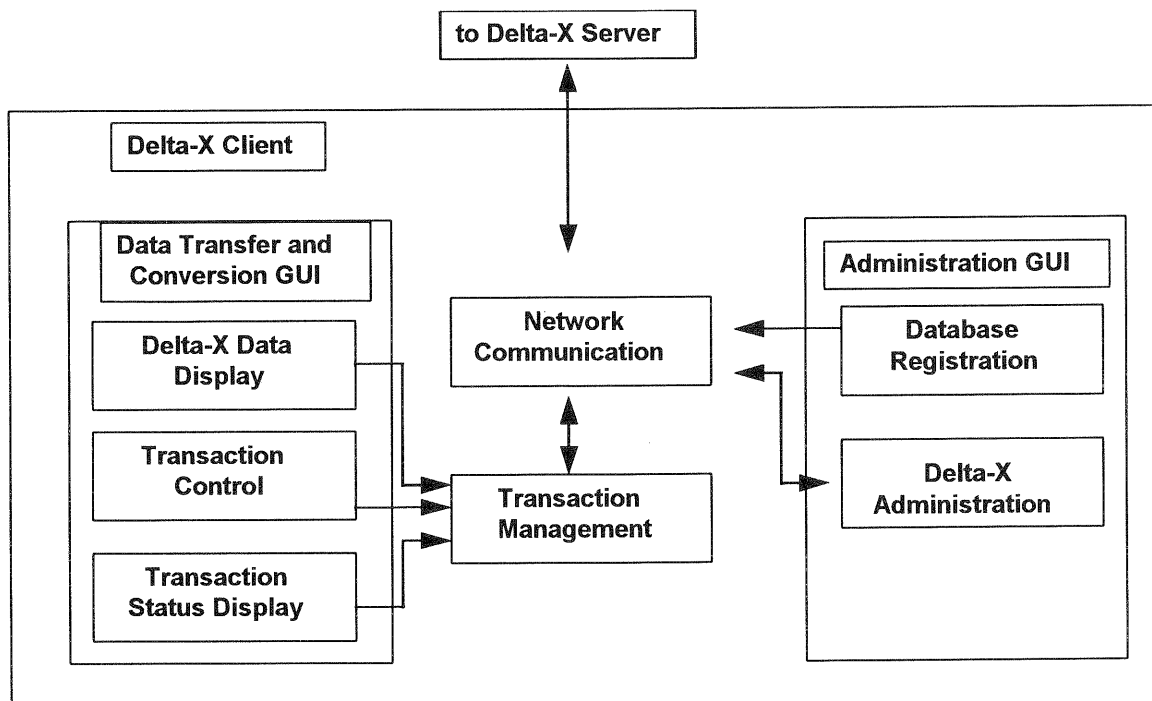 to Delta-X Server
Delta-X Client
Data Transfer and
Conversion GUI
Delta-X Data
Display
Transaction
Control
Transaction
Status Display
Network
Communication
Transaction
Management
Administration GUI
Database
Registration
Delta-X
Administration